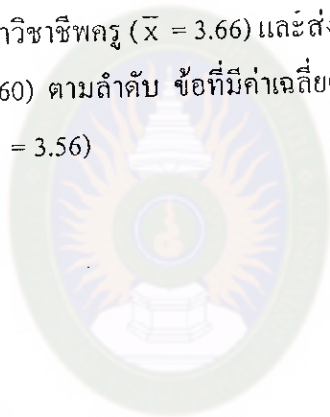 าวิชาชีพครู (x̄ = 3.66) และส่ง
60) ตามลำดับ ข้อที่มีค่าเฉลี่ย
= 3.56)